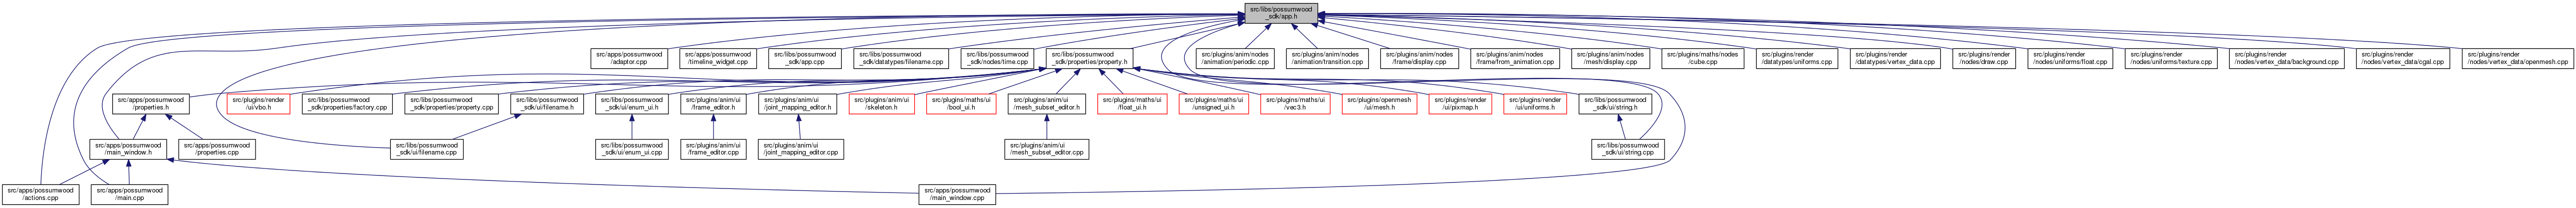 src/libs/possumwood
_sdk/app.h
src/apps/possumwood
/adaptor.cpp
src/apps/possumwood
/timeline_widget.cpp
src/libs/possumwood
_sdk/app.cpp
src/libs/possumwood
_sdk/datatypes/filename.cpp
src/libs/possumwood
_sdk/nodes/time.cpp
src/libs/possumwood
_sdk/properties/property.h
src/plugins/anim/nodes
/animation/periodic.cpp
src/plugins/anim/nodes
/animation/transition.cpp
src/plugins/anim/nodes
/frame/display.cpp
src/plugins/anim/nodes
/frame/from_animation.cpp
src/plugins/anim/nodes
/mesh/display.cpp
src/plugins/maths/nodes
/cube.cpp
src/plugins/render
/datatypes/uniforms.cpp
src/plugins/render
/datatypes/vertex_data.cpp
src/plugins/render
/nodes/draw.cpp
src/plugins/render
/nodes/uniforms/float.cpp
src/plugins/render
/nodes/uniforms/texture.cpp
src/plugins/render
/nodes/vertex_data/background.cpp
src/plugins/render
/nodes/vertex_data/cgal.cpp
src/plugins/render
/nodes/vertex_data/openmesh.cpp
src/apps/possumwood
/properties.h
src/plugins/render
/ui/vbo.h
src/libs/possumwood
_sdk/properties/factory.cpp
src/libs/possumwood
_sdk/properties/property.cpp
src/libs/possumwood
_sdk/ui/filename.h
src/libs/possumwood
_sdk/ui/enum_ui.h
src/plugins/anim/ui
/frame_editor.h
src/plugins/anim/ui
/joint_mapping_editor.h
src/plugins/anim/ui
/skeleton.h
src/plugins/maths/ui
/bool_ui.h
src/plugins/anim/ui
/mesh_subset_editor.h
src/plugins/maths/ui
/float_ui.h
src/plugins/maths/ui
/unsigned_ui.h
src/plugins/maths/ui
/vec3.h
src/plugins/openmesh
/ui/mesh.h
src/plugins/render
/ui/pixmap.h
src/plugins/render
/ui/uniforms.h
src/libs/possumwood
_sdk/ui/string.h
src/apps/possumwood
/main_window.h
src/apps/possumwood
/properties.cpp
src/libs/possumwood
_sdk/ui/filename.cpp
src/libs/possumwood
_sdk/ui/enum_ui.cpp
src/plugins/anim/ui
/frame_editor.cpp
src/plugins/anim/ui
/joint_mapping_editor.cpp
src/plugins/anim/ui
/mesh_subset_editor.cpp
src/libs/possumwood
_sdk/ui/string.cpp
src/apps/possumwood
/actions.cpp
src/apps/possumwood
/main.cpp
src/apps/possumwood
/main_window.cpp